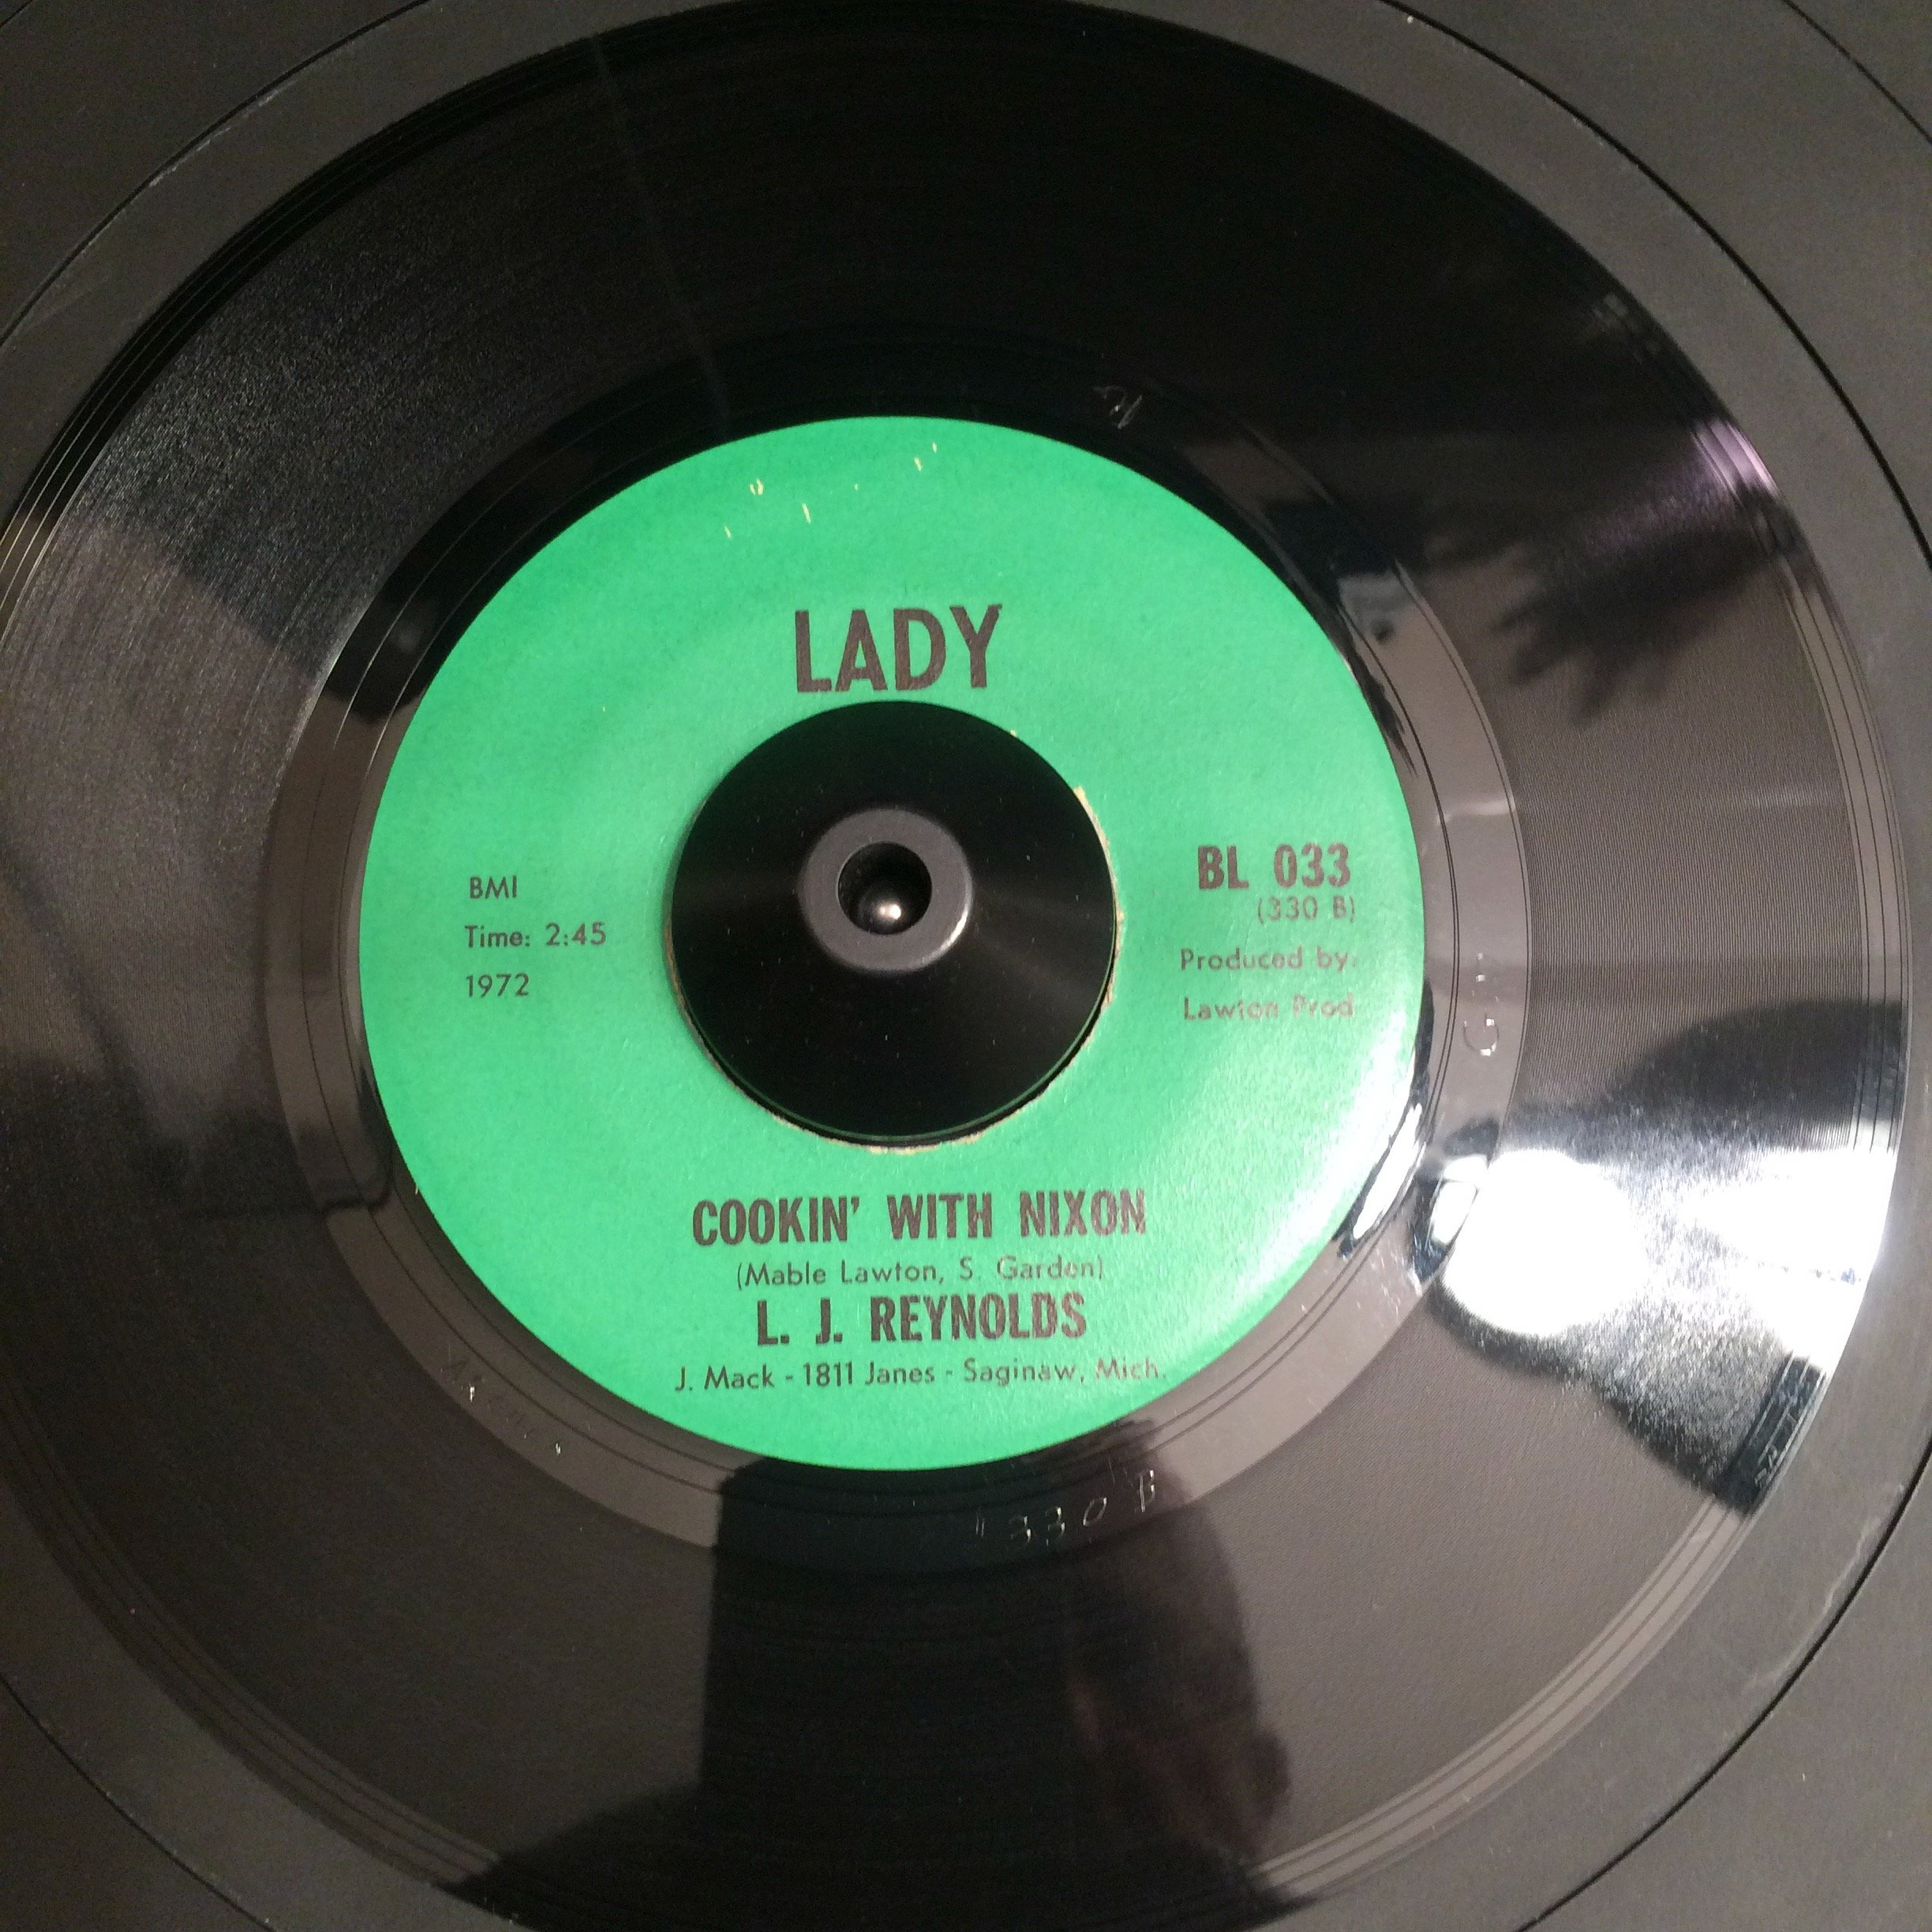 LADY
BMI
Time: 2:45
1972
BL 033
(330 B)
Produced by:
Lawton Prod
COOKIN' WITH NIXON
(Mable Lawton, S. Garden)
L. J. REYNOLDS
J. Mack - 1811 Janes - Saginaw, Mich.
330 B